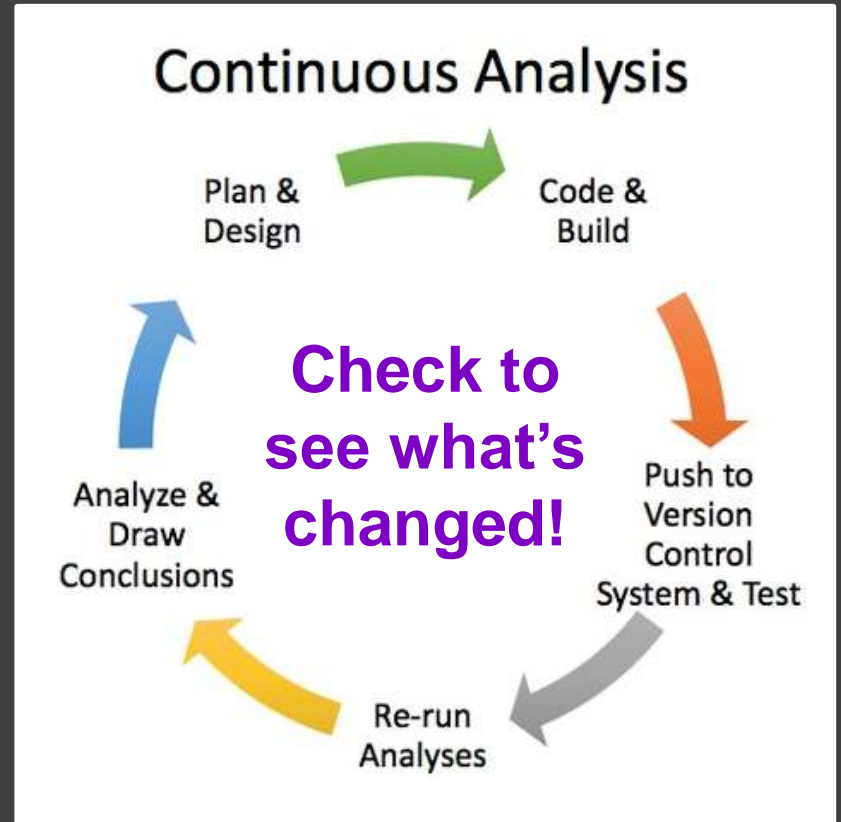 Continuous Analysis
Plan &
Design
Code &
Build
Check to
see what’s
changed!
Push to
Version
Control
System & Test
Analyze &
Draw
Conclusions
Re-run
Analyses